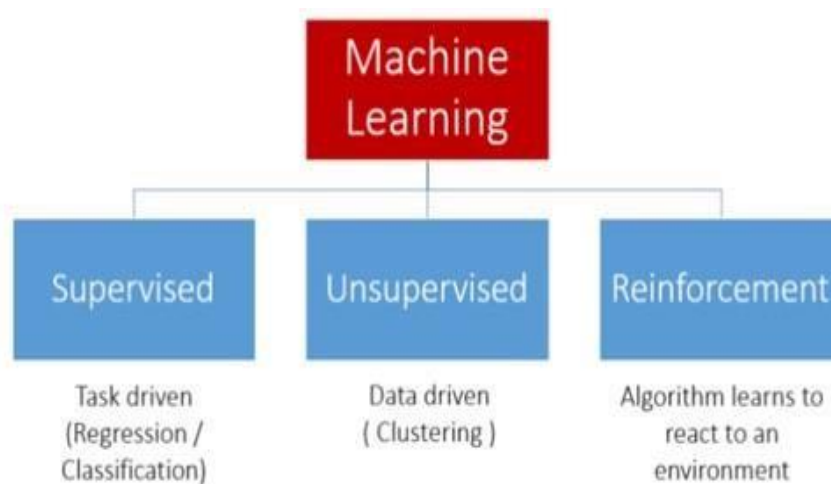 Machine
Learning
Supervised
Unsupervised
Reinforcement
Task driven
(Regression /
Classification)
Data driven
( Clustering )
Algorithm learns to
react to an
environment